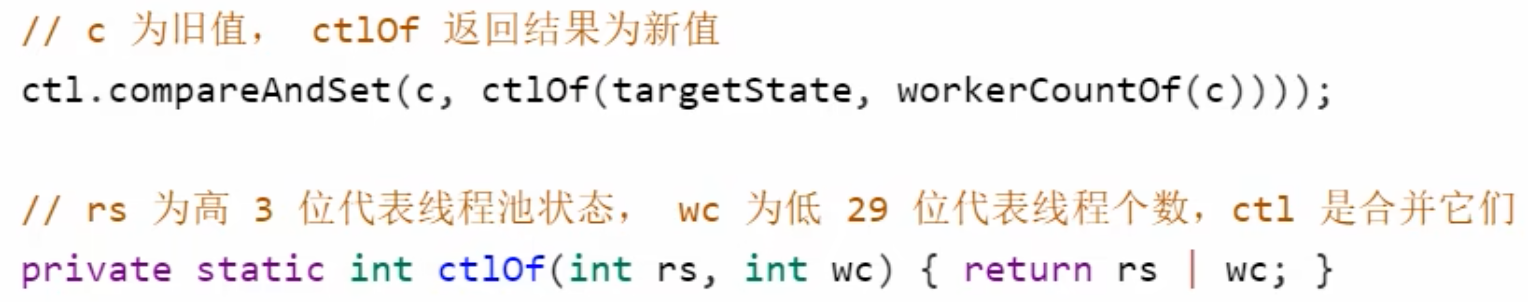 // c 为旧值， ctlOf 返回结果为新值
ctl.compareAndSet(c, ctlOf(targetState, workerCountOf(c))));
// rs 为高 3 位代表线程池状态， wc 为低 29 位代表线程个数，ctl 是合并它们
private static int ctlOf(int rs, int wc) { return rs | wc; }